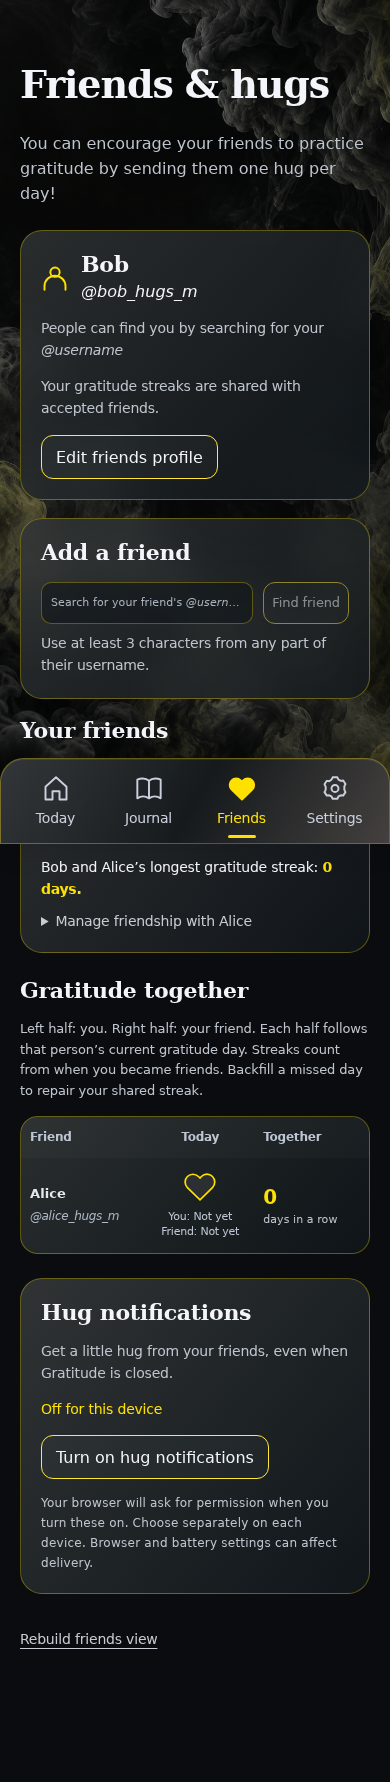 Friends & hugs
You can encourage your friends to practice
gratitude by sending them one hug per
day!
Bob
@bob_hugs_m
People can find you by searching for your
@username
Your gratitude streaks are shared with
accepted friends.
Edit friends profile
Add a friend
Search for your friend's @usern...
Find friend
Use at least 3 characters from any part of
their username.
Your friends
Today
Journal
Friends
Settings
Bob and Alice’s longest gratitude streak: 0
days.
Manage friendship with Alice
Gratitude together
Left half: you. Right half: your friend. Each half follows
that person’s current gratitude day. Streaks count
from when you became friends. Backfill a missed day
to repair your shared streak.
Friend Today Together
Alice
@alice_hugs_m
You: Not yet
Friend: Not yet
0
days in a row
Hug notifications
Get a little hug from your friends, even when
Gratitude is closed.
Off for this device
Turn on hug notifications
Your browser will ask for permission when you
turn these on. Choose separately on each
device. Browser and battery settings can affect
delivery.
Rebuild friends view